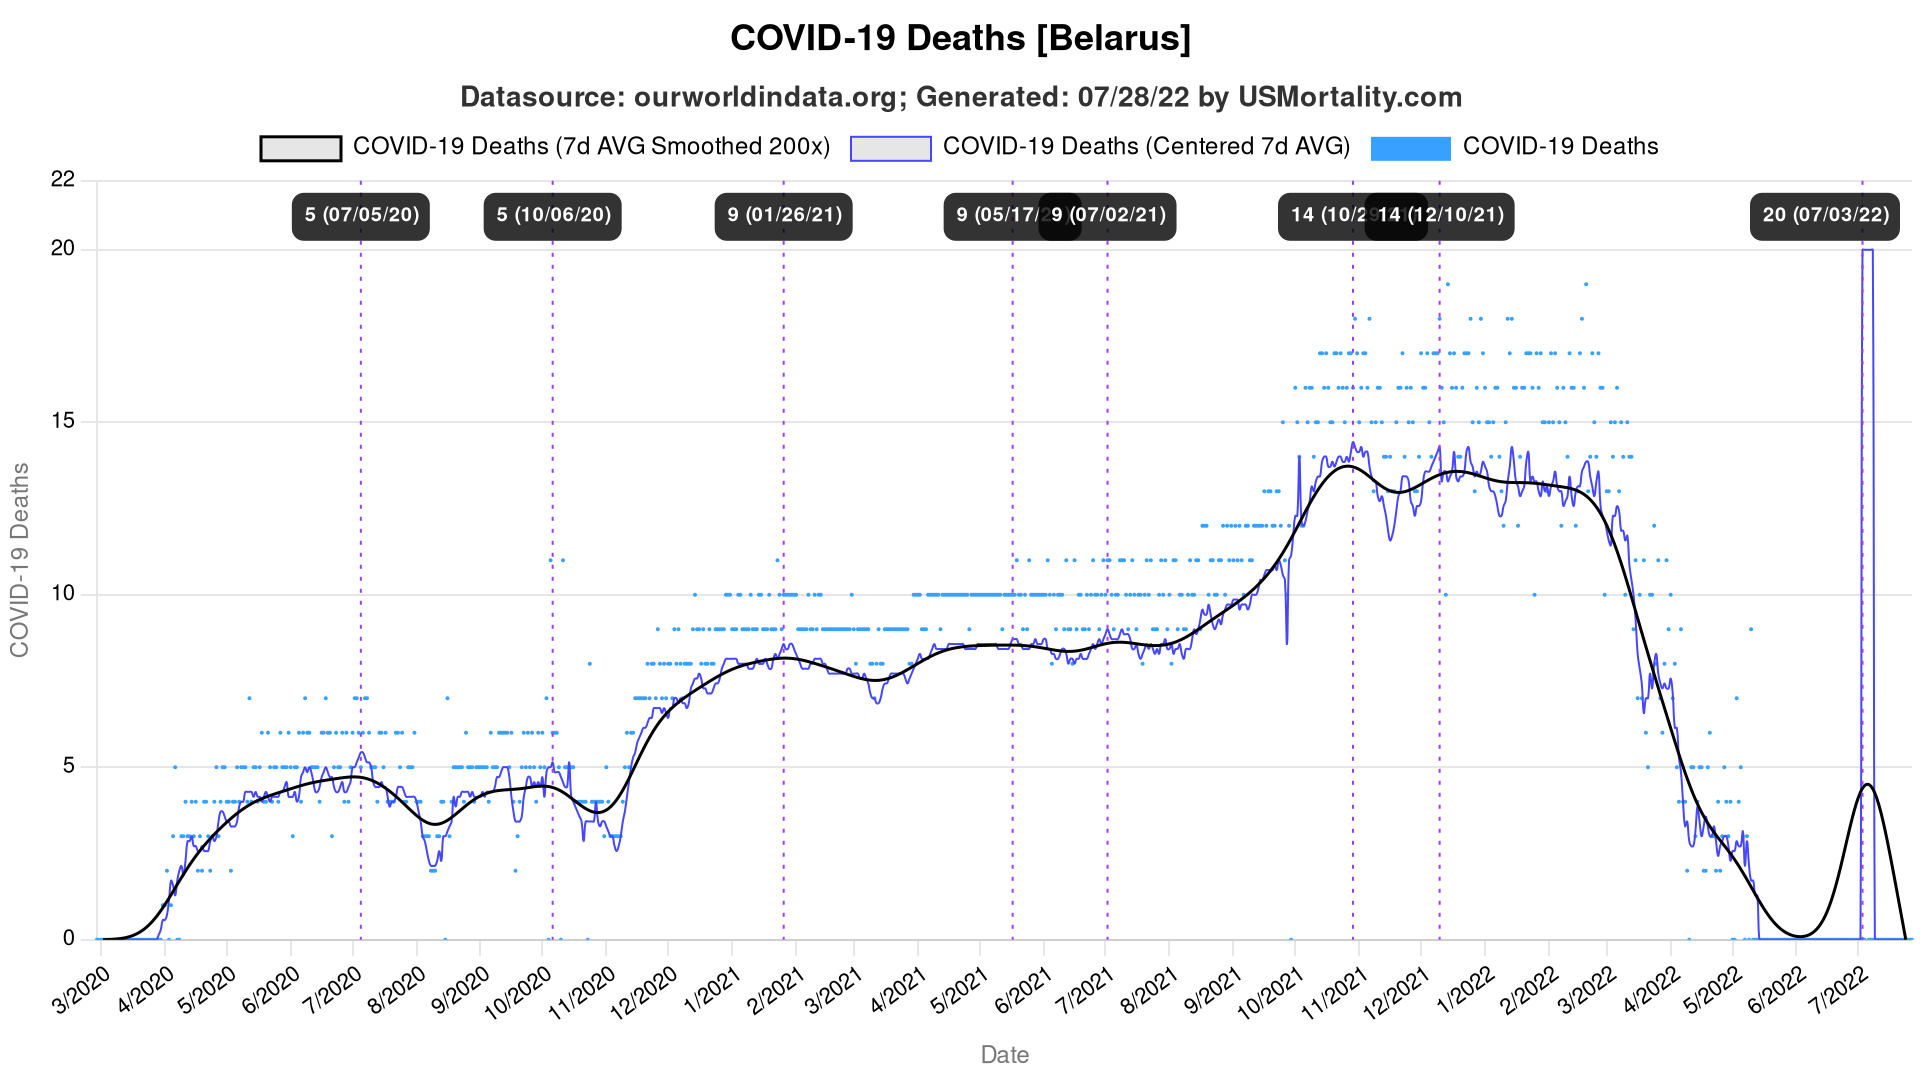 COVID-19 Deaths [Belarus]
Datasource: ourworldindata.org; Generated: 07/28/22 by USMortality.com
COVID-19 Deaths (7d AVG Smoothed 200x) COVID-19 Deaths (Centered 7d AVG) COVID-19 Deaths
22
5 (07/05/20) 5 (10/06/20) 9 (01/26/21) 9 (05/17/ 9 (07/02/21) 14 (10/2 14 (12/10/21) 20 (07/03/22)
20
15
10
5
0
COVID-19 Deaths
3/2020 4/2020 5/2020 6/2020 7/2020 8/2020 9/2020 10/2020 11/2020 12/2020 1/2021 2/2021 3/2021 4/2021 5/2021 6/2021 7/2021 8/2021 9/2021 10/2021 11/2021 12/2021 1/2022 2/2022 3/2022 4/2022 5/2022 6/2022 7/2022
Date